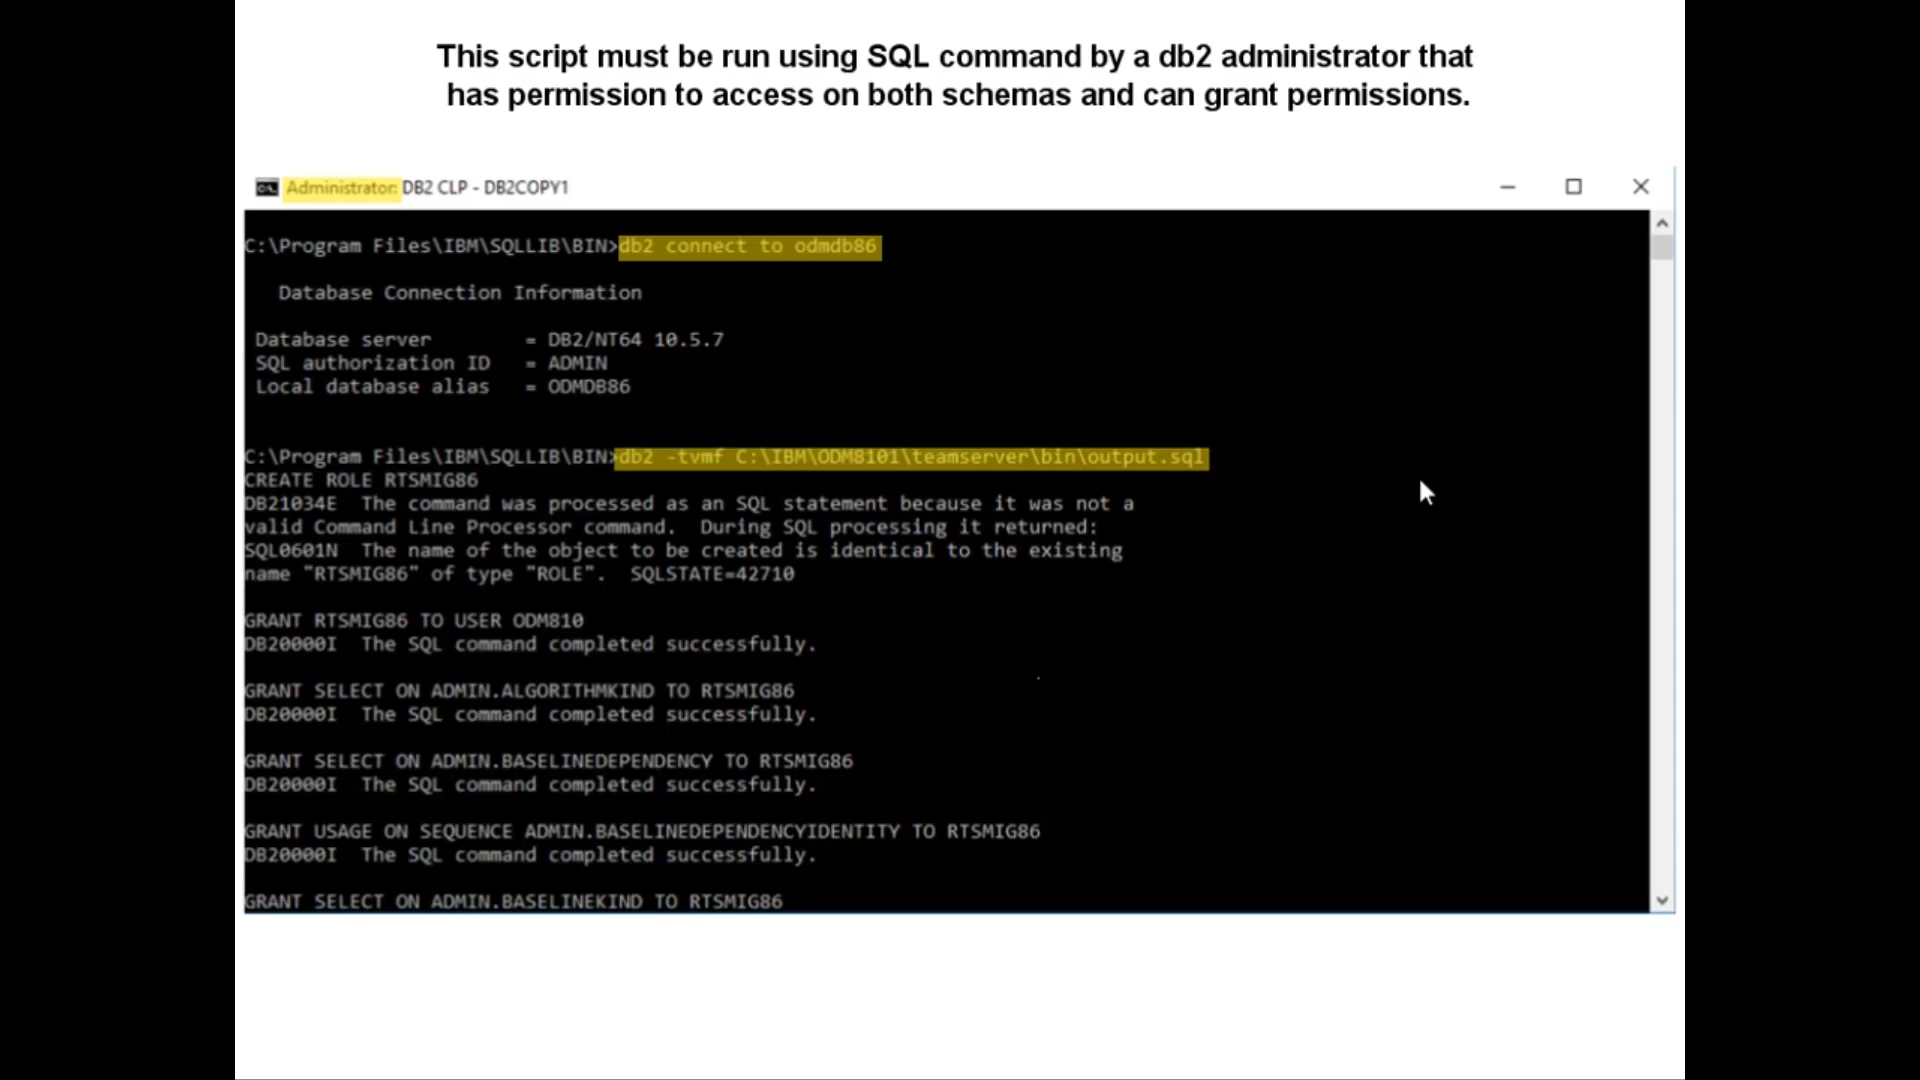 This script must be run using SQL command by a db2 administrator that
has permission to access on both schemas and can grant permissions.
Administrator: DB2 CLP - DB2COPY1
C:\Program Files\IBM\SQLLIB\BIN>db2 connect to odmdb86
Database Connection Information
Database server = DB2/NT64 10.5.7
SQL authorization ID = ADMIN
Local database alias = ODMDB86
C:\Program Files\IBM\SQLLIB\BIN>db2 -tvmf C:\IBM\ODM8101\teamserver\bin\output.sql
CREATE ROLE RTSMIG86
DB21034E The command was processed as an SQL statement because it was not a
valid Command Line Processor command. During SQL processing it returned:
SQL0601N The name of the object to be created is identical to the existing
name "RTSMIG86" of type "ROLE". SQLSTATE=42710
GRANT RTSMIG86 TO USER ODM810
DB20000I The SQL command completed successfully.
GRANT SELECT ON ADMIN.ALGORITHMKIND TO RTSMIG86
DB20000I The SQL command completed successfully.
GRANT SELECT ON ADMIN.BASELINEDEPENDENCY TO RTSMIG86
DB20000I The SQL command completed successfully.
GRANT USAGE ON SEQUENCE ADMIN.BASELINEDEPENDENCYIDENTITY TO RTSMIG86
DB20000I The SQL command completed successfully.
GRANT SELECT ON ADMIN.BASELINEKIND TO RTSMIG86